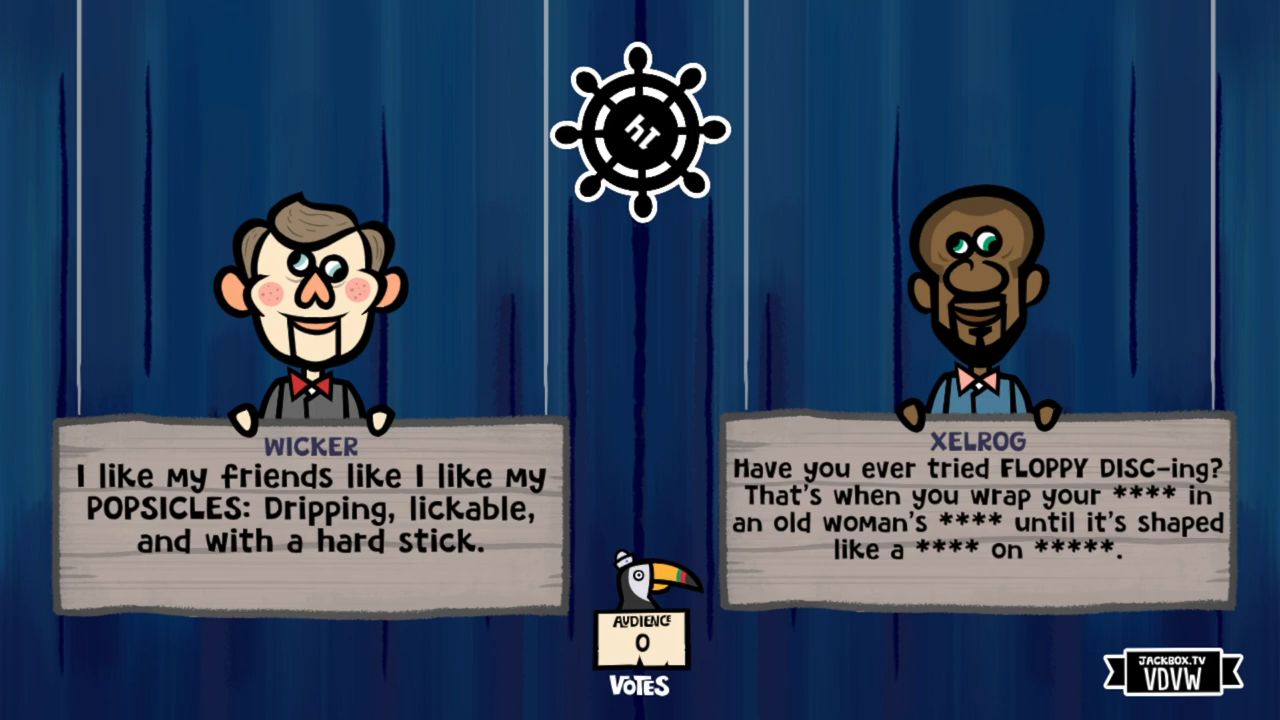 14
WICKER
I like my friends like I like my
POPSICLES: Dripping, lickable,
and with a hard stick.
XELROG
Have you ever tried FLOPPY DISC-ing?
That's when you wrap your **** in
an old woman's **** until it's shaped
like a **** on *****.
AUDIENCE
0
VOTES
JACKBOX.TV
VDVW